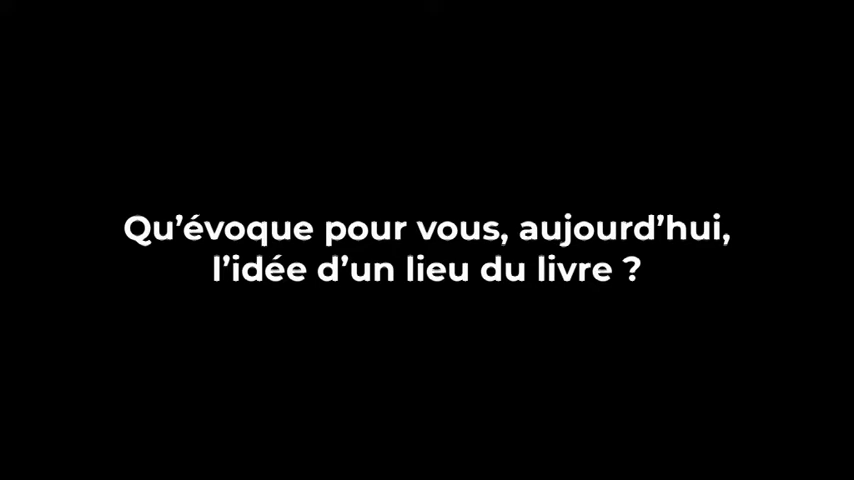 Qu’évoque pour vous, aujourd’hui,
l’idée d’un lieu du livre ?